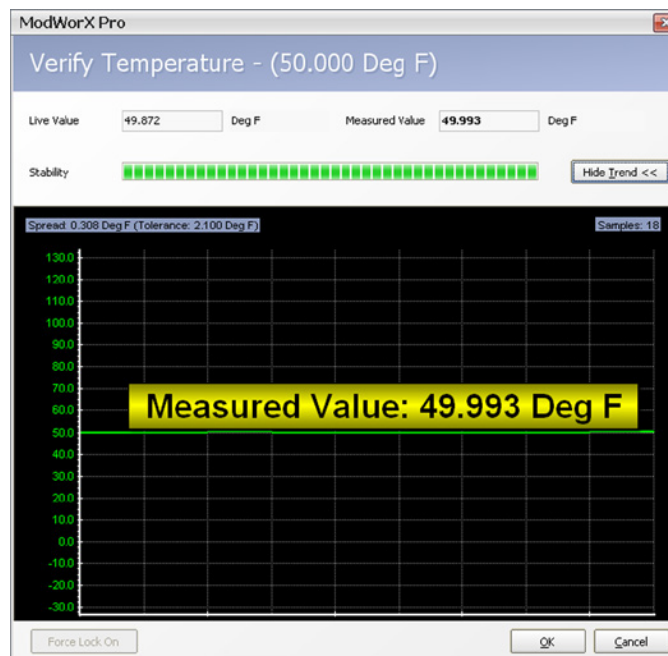 ModWorX Pro
Verify Temperature - (50.000 Deg F)
Live Value 49.872 Deg F Measured Value 49.993 Deg F
Stability Hide Trend <<
Spread: 0.308 Deg F (Tolerance: 2.100 Deg F) Samples: 18
130.0
120.0
110.0
100.0
90.0
80.0
70.0
Measured Value: 49.993 Deg F
60.0
50.0
40.0
30.0
20.0
10.0
0.0
-10.0
-20.0
-30.0
Force Lock On OK Cancel